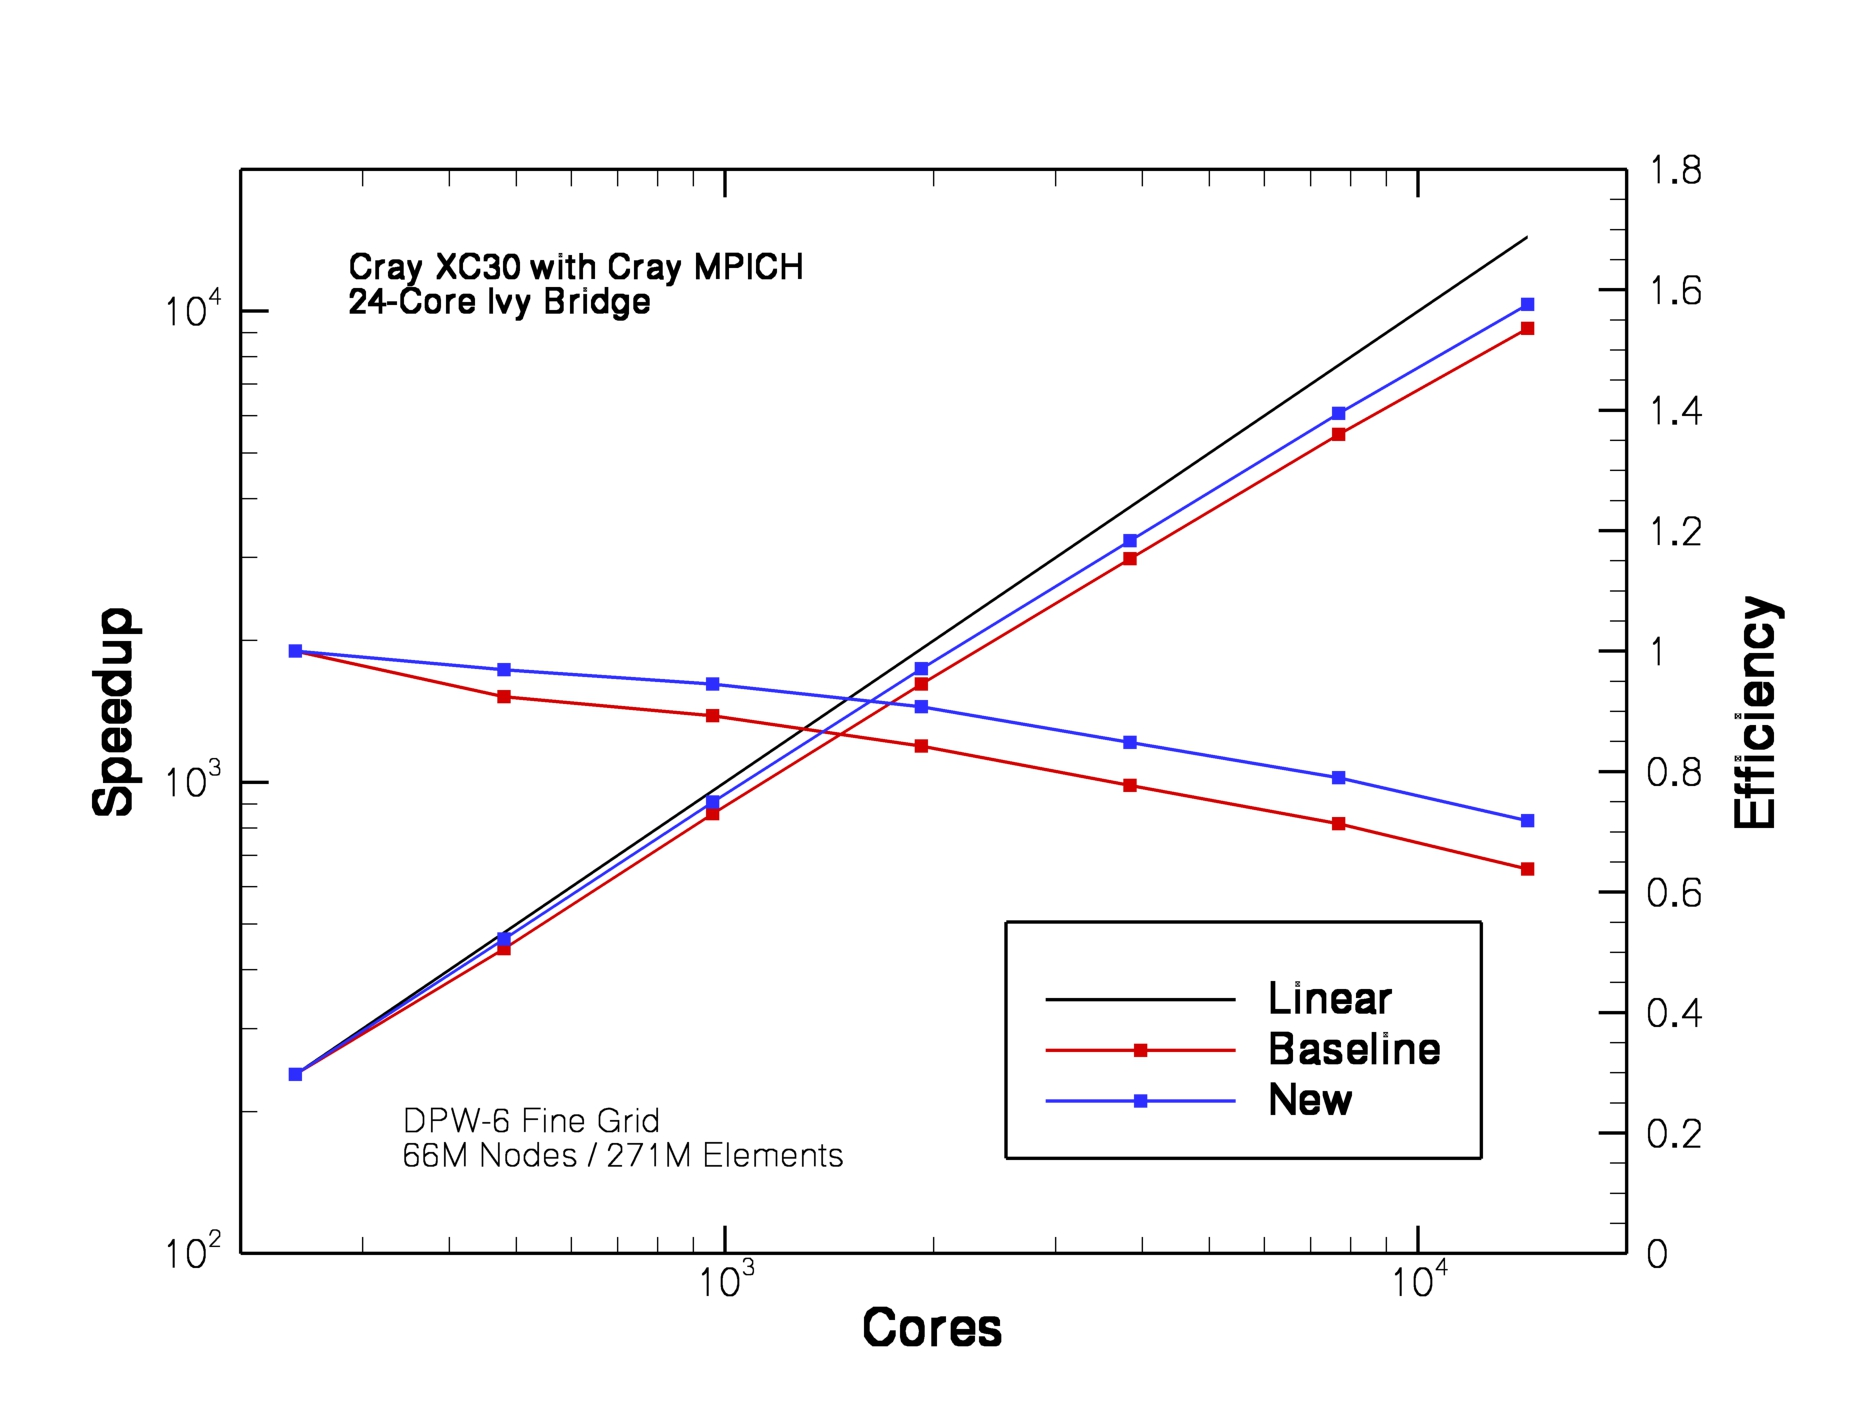 Cray XC30 with Cray MPICH
24-Core Ivy Bridge
Speedup
10^4
10^3
10^2
1.8
1.6
1.4
1.2
1
0.8
0.6
0.4
0.2
0
Efficiency
Linear
Baseline
New
DPW-6 Fine Grid
66M Nodes / 271M Elements
10^3
10^4
Cores